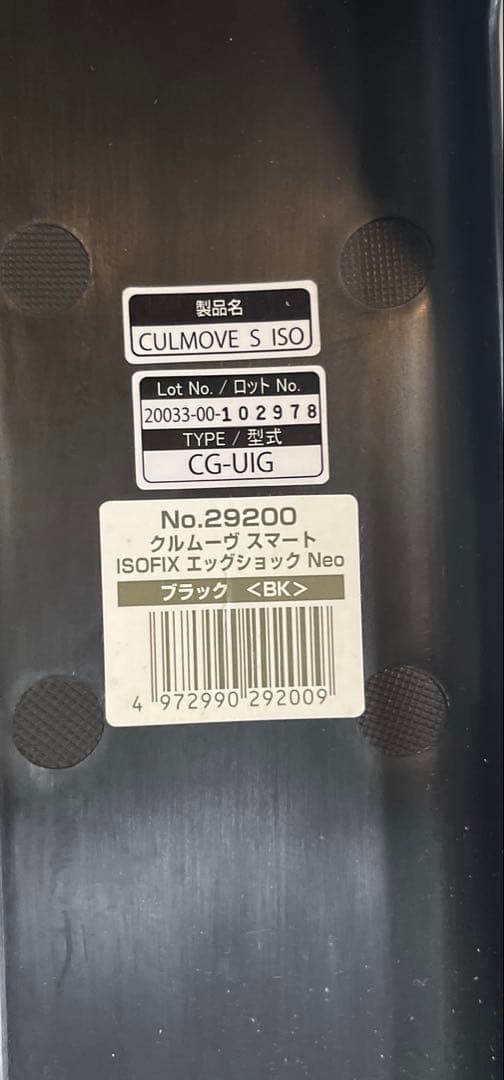 製品名
CULMOVE S ISO
Lot No. / ロット No.
20033-00-102978
TYPE / 型式
CG-UIG
No.29200
クルムーヴ スマート
ISOFIX エッグショック Neo
ブラック <BK>
4 972990 292009